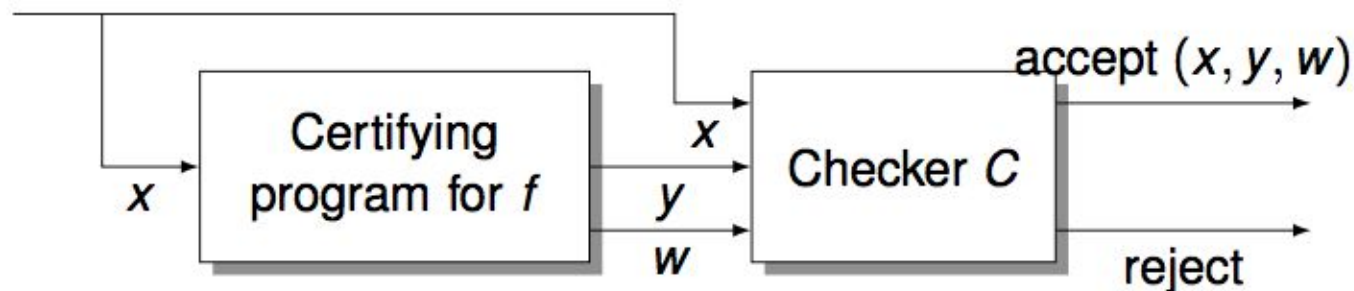 accept (x, y, w)
Certifying
program for f
x
x
y
w
Checker C
reject